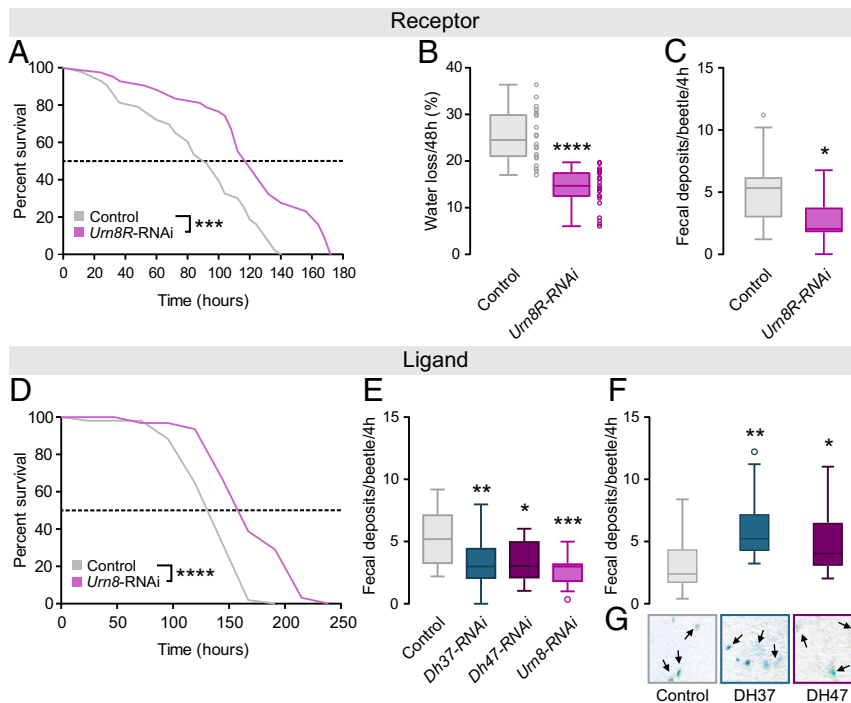 Receptor
A
Percent survival
100
80
60
40
20
0
Control
Urn8R-RNAi
***
0 20 40 60 80 100 120 140 160 180
Time (hours)
B
Water loss/48h (%)
40
30
20
10
0
****
Control
Urn8R-RNAi
C
Fecal deposits/beetle/4h
15
10
5
0
*
Control
Urn8R-RNAi
Ligand
D
Percent survival
100
80
60
40
20
0
Control
Urn8-RNAi
****
0 50 100 150 200 250
Time (hours)
E
Fecal deposits/beetle/4h
15
10
5
0
**
*
***
Control
Dh37-RNAi
Dh47-RNAi
Urn8-RNAi
F
Fecal deposits/beetle/4h
15
10
5
0
**
*
G
Control
DH37
DH47